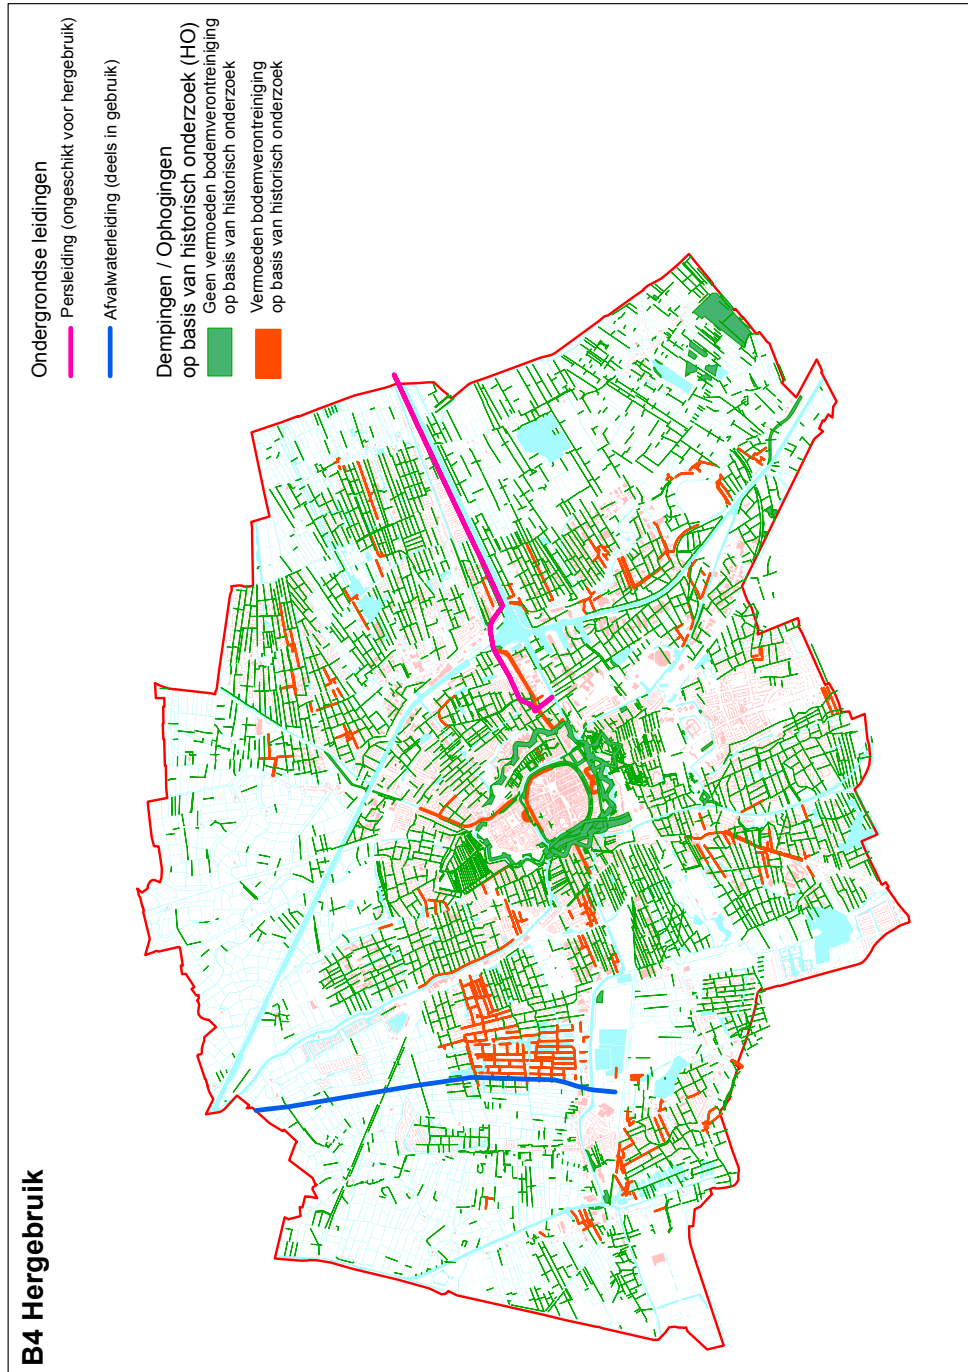 B4 Hergebruik
Ondergrondse leidingen
Persleiding (ongeschikt voor hergebruik)
Afvalwaterleiding (deels in gebruik)
Dempingen / Ophogingen
op basis van historisch onderzoek (HO)
Geen vermoeden bodemverontreiniging
op basis van historisch onderzoek
Vermoeden bodemverontreiniging
op basis van historisch onderzoek